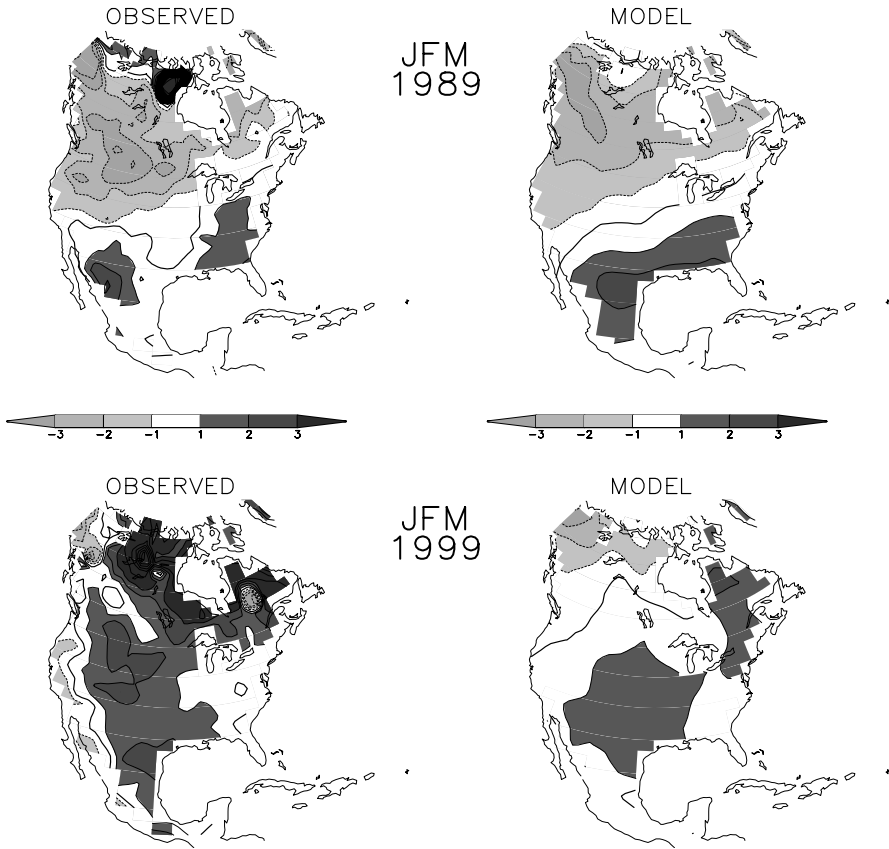 OBSERVED
MODEL
JFM
1989
-3 -2 -1 1 2 3
-3 -2 -1 1 2 3
OBSERVED
MODEL
JFM
1999